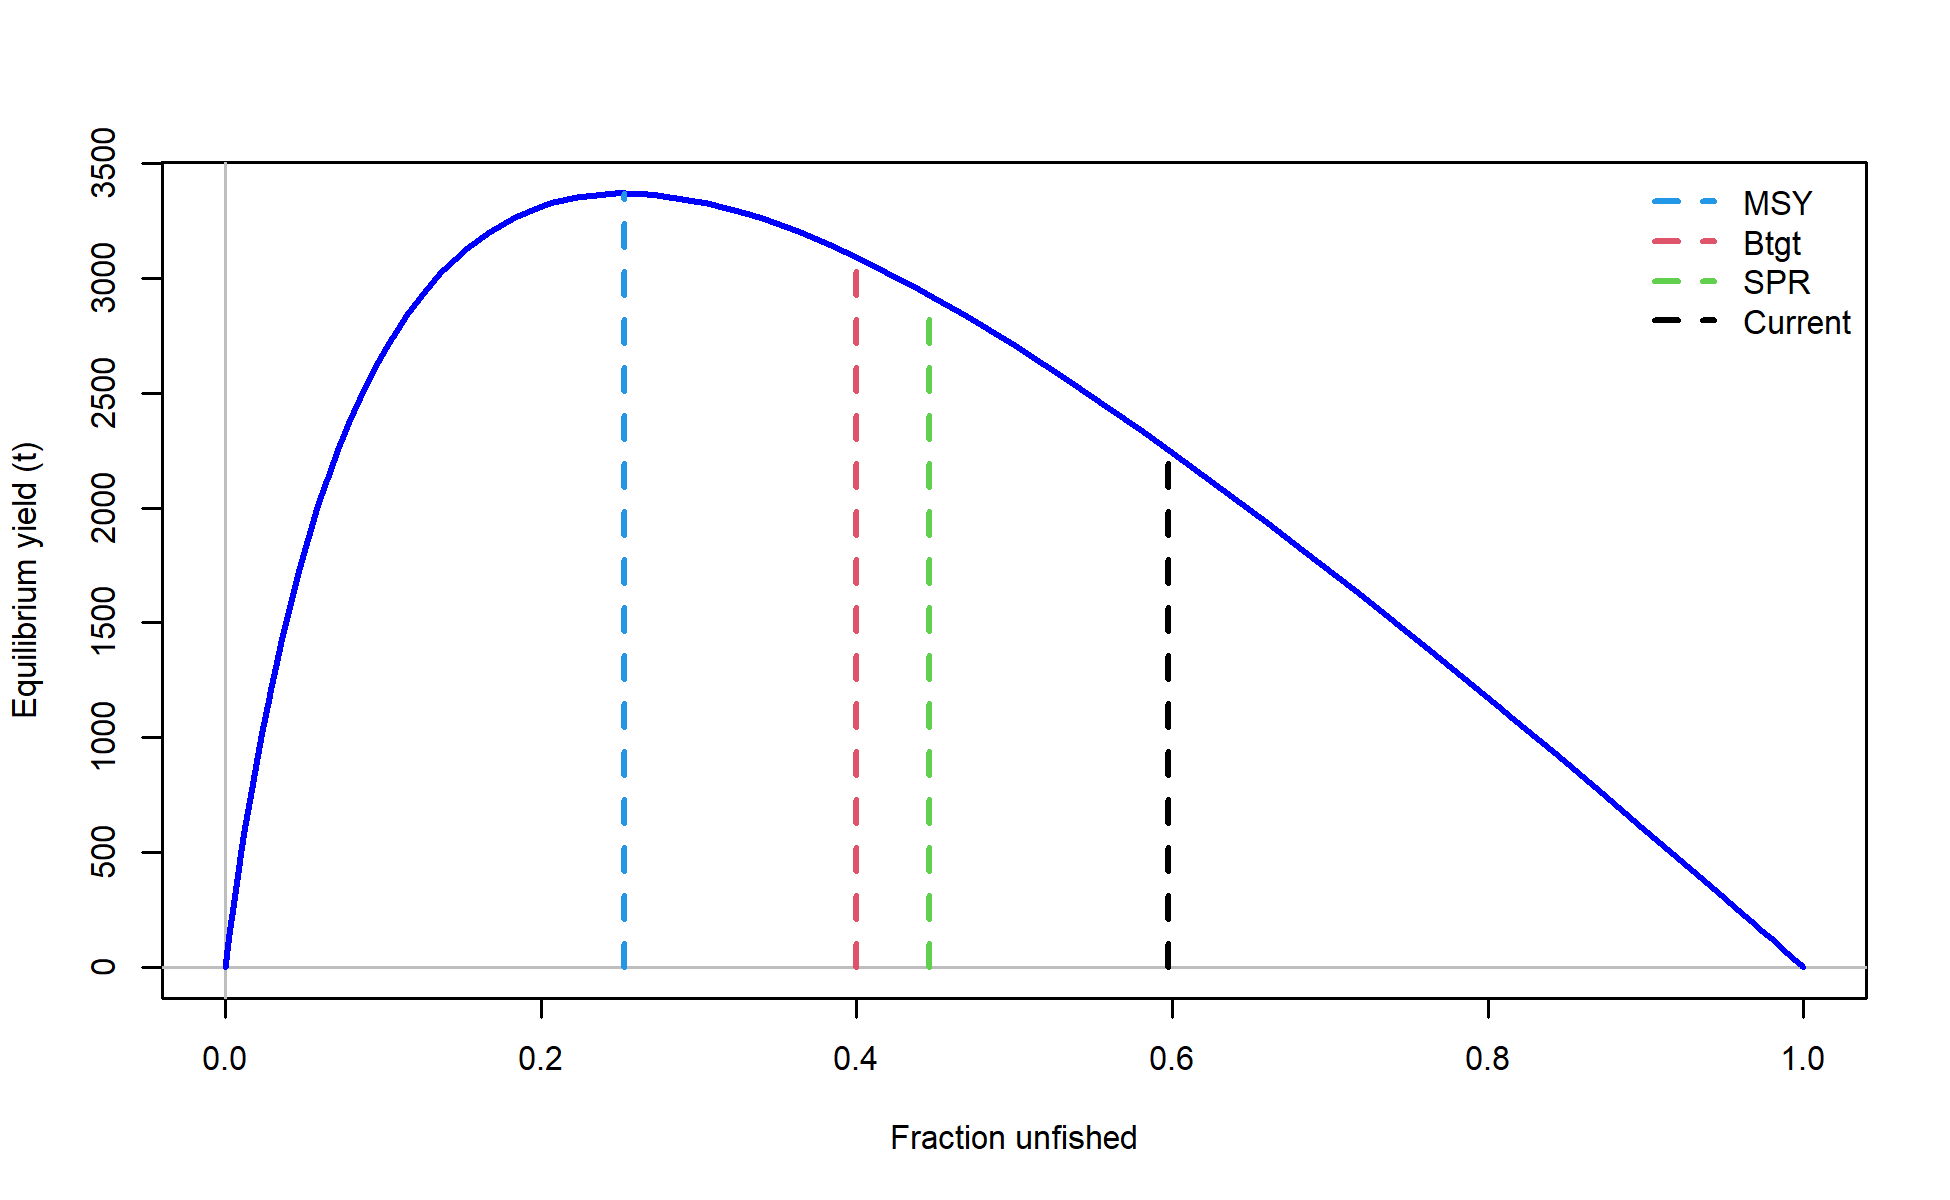 3500
3000
2500
2000
1500
1000
500
0
Equilibrium yield (t)
MSY
Btgt
SPR
Current
0.0 0.2 0.4 0.6 0.8 1.0
Fraction unfished